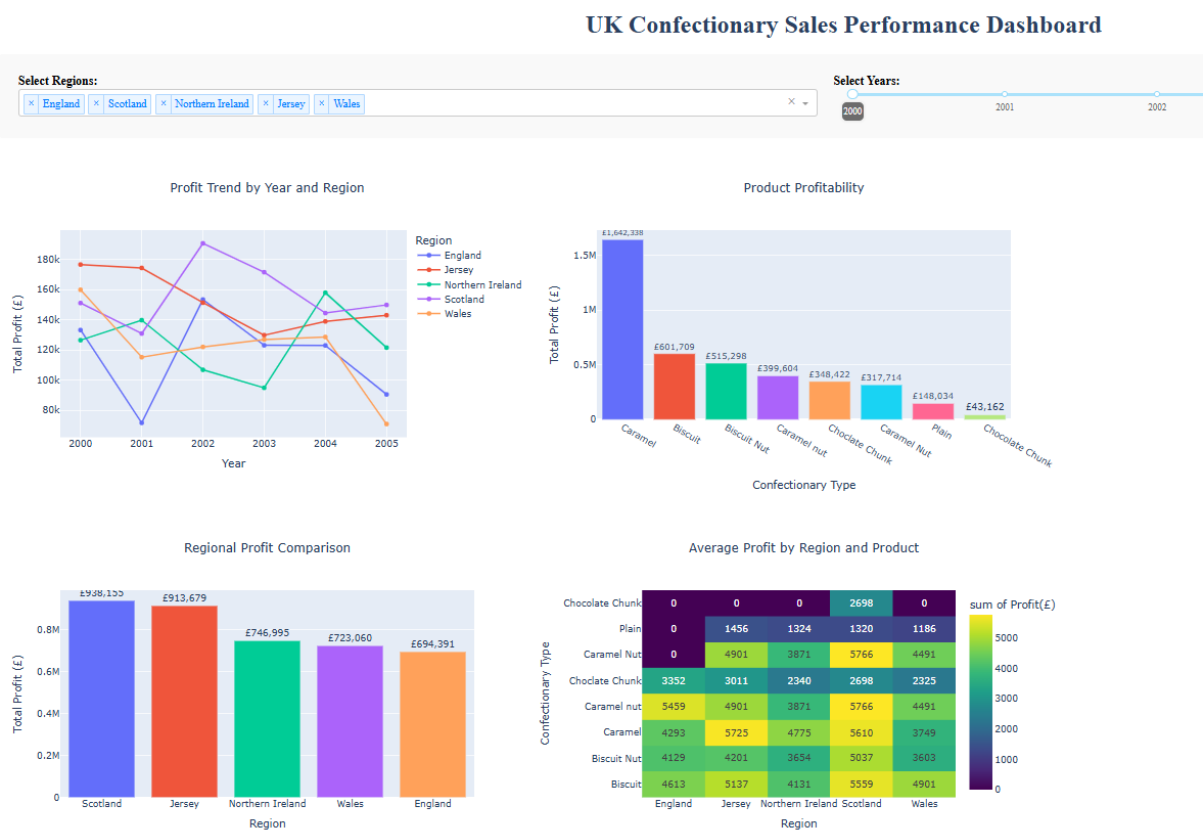 UK Confectionary Sales Performance Dashboard
Select Regions:
× England × Scotland × Northern Ireland × Jersey × Wales
×
Select Years:
2000 2001 2002
Profit Trend by Year and Region
Total Profit (£)
180k
160k
140k
120k
100k
80k
2000 2001 2002 2003 2004 2005
Year
Region
England
Jersey
Northern Ireland
Scotland
Wales
Product Profitability
Total Profit (£)
1.5M
1M
0.5M
0
£1,642,338
£601,709
£515,298
£399,604
£348,422
£317,714
£148,034
£43,162
Caramel
Biscuit
Biscuit Nut
Caramel nut
Choclate Chunk
Caramel Nut
Plain
Chocolate Chunk
Confectionary Type
Regional Profit Comparison
Total Profit (£)
0.8M
0.6M
0.4M
0.2M
0
£938,155
£913,679
£746,995
£723,060
£694,391
Scotland Jersey Northern Ireland Wales England
Region
Average Profit by Region and Product
Confectionary Type
Chocolate Chunk 0 0 0 2698 0
Plain 0 1456 1324 1320 1186
Caramel Nut 0 4901 3871 5766 4491
Choclate Chunk 3352 3011 2340 2698 2325
Caramel nut 5459 4901 3871 5766 4491
Caramel 4293 5725 4775 5610 3749
Biscuit Nut 4129 4201 3654 5037 3603
Biscuit 4613 5137 4131 5559 4901
England Jersey Northern Ireland Scotland Wales
Region
sum of Profit(£)
5000
4000
3000
2000
1000
0